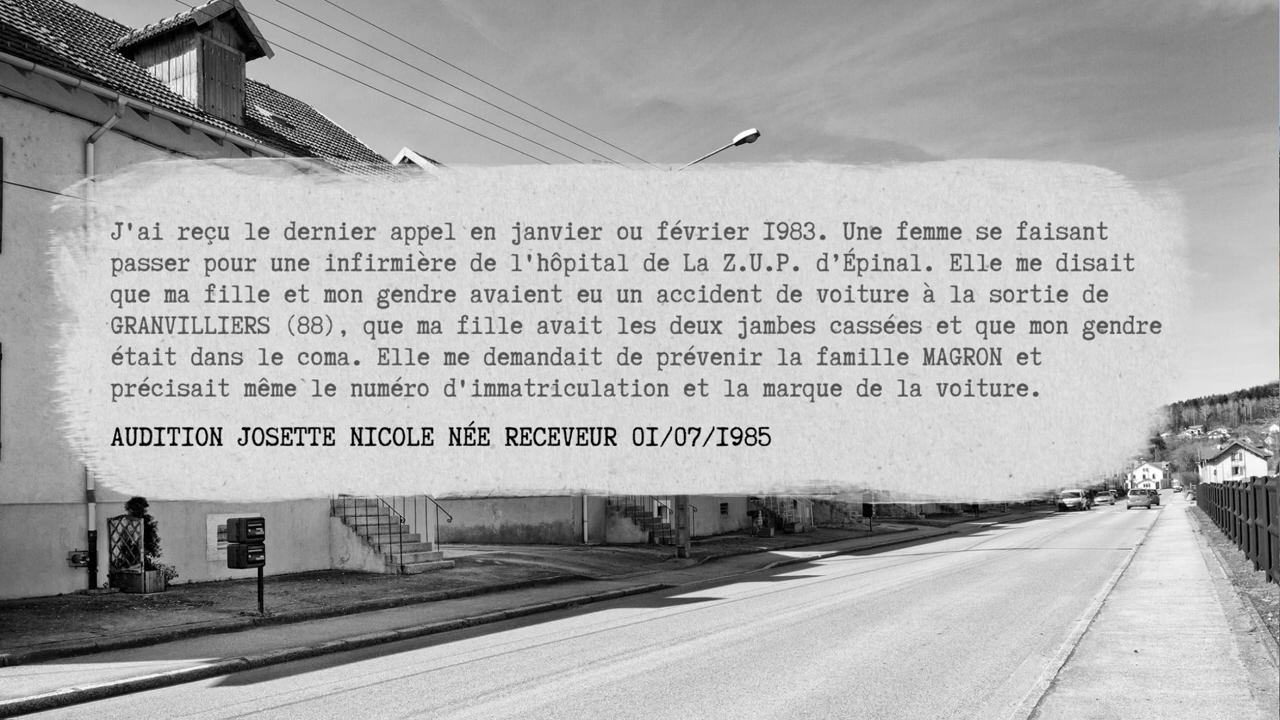 J'ai reçu le dernier appel en janvier ou février I983. Une femme se faisant
passer pour une infirmière de l'hôpital de La Z.U.P. d’Épinal. Elle me disait
que ma fille et mon gendre avaient eu un accident de voiture à la sortie de
GRANVILLIERS (88), que ma fille avait les deux jambes cassées et que mon gendre
était dans le coma. Elle me demandait de prévenir la famille MAGRON et
précisait même le numéro d'immatriculation et la marque de la voiture.
AUDITION JOSETTE NICOLE NÉE RECEVEUR OI/07/I985